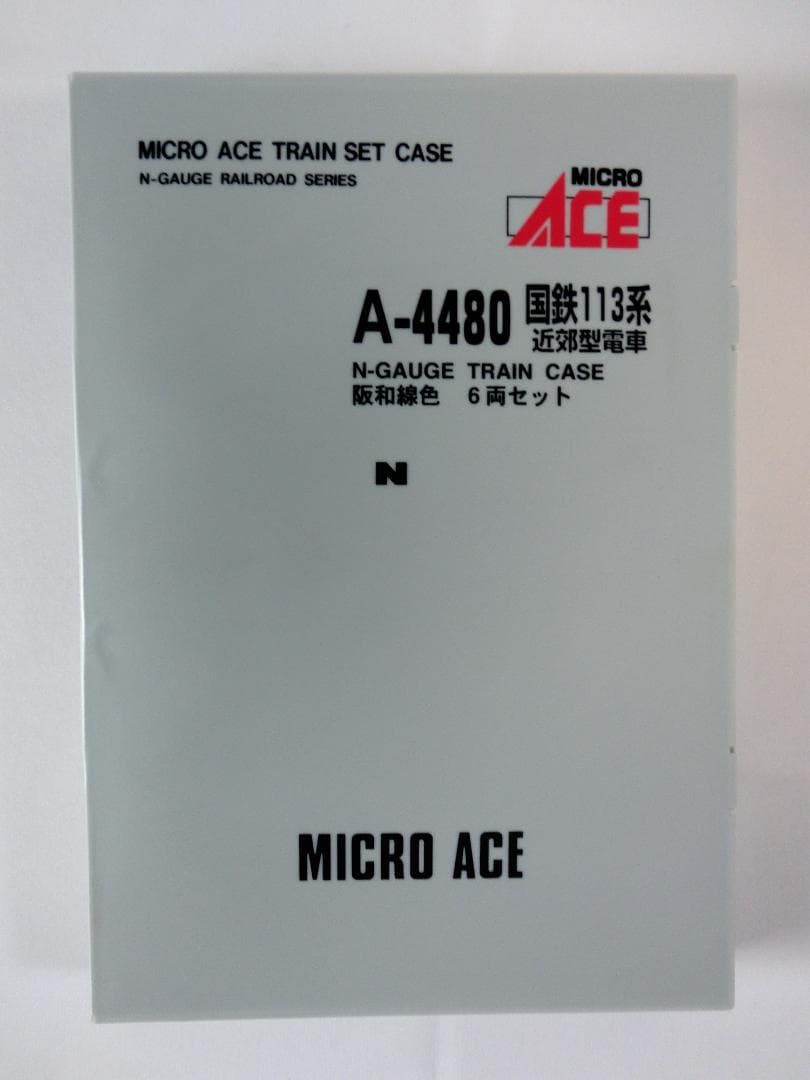 MICRO ACE TRAIN SET CASE
N-GAUGE RAILROAD SERIES
MICRO
ACE
A-4480 国鉄113系
近郊型電車
N-GAUGE TRAIN CASE
阪和線色 6両セット
N
MICRO ACE